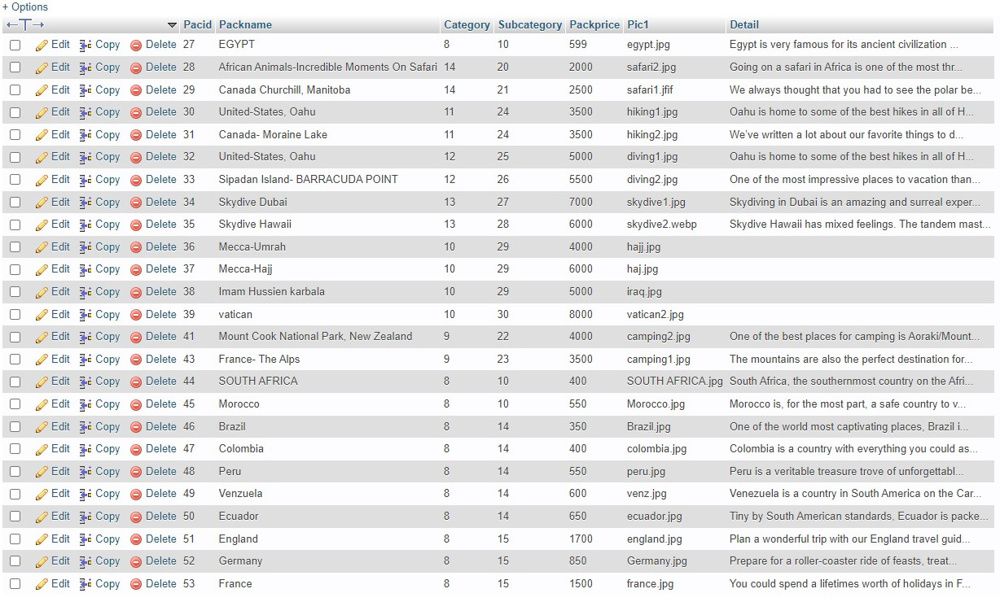 + Options
←T→ Pacid Packname Category Subcategory Packprice Pic1 Detail
Edit Copy Delete 27 EGYPT 8 10 599 egypt.jpg Egypt is very famous for its ancient civilization ...
Edit Copy Delete 28 African Animals-Incredible Moments On Safari 14 20 2000 safari2.jpg Going on a safari in Africa is one of the most thr...
Edit Copy Delete 29 Canada Churchill, Manitoba 14 21 2500 safari1.jfif We always thought that you had to see the polar be...
Edit Copy Delete 30 United-States, Oahu 11 24 3500 hiking1.jpg Oahu is home to some of the best hikes in all of H...
Edit Copy Delete 31 Canada- Moraine Lake 11 24 3500 hiking2.jpg We've written a lot about our favorite things to d...
Edit Copy Delete 32 United-States, Oahu 12 25 5000 diving1.jpg Oahu is home to some of the best hikes in all of H...
Edit Copy Delete 33 Sipadan Island- BARRACUDA POINT 12 26 5500 diving2.jpg One of the most impressive places to vacation than...
Edit Copy Delete 34 Skydive Dubai 13 27 7000 skydive1.jpg Skydiving in Dubai is an amazing and surreal exper...
Edit Copy Delete 35 Skydive Hawaii 13 28 6000 skydive2.webp Skydive Hawaii has mixed feelings. The tandem mast...
Edit Copy Delete 36 Mecca-Umrah 10 29 4000 hajj.jpg
Edit Copy Delete 37 Mecca-Hajj 10 29 6000 haj.jpg
Edit Copy Delete 38 Imam Hussien karbala 10 29 5000 iraq.jpg
Edit Copy Delete 39 vatican 10 30 8000 vatican2.jpg
Edit Copy Delete 41 Mount Cook National Park, New Zealand 9 22 4000 camping2.jpg One of the best places for camping is Aoraki/Mount...
Edit Copy Delete 43 France- The Alps 9 23 3500 camping1.jpg The mountains are also the perfect destination for...
Edit Copy Delete 44 SOUTH AFRICA 8 10 400 SOUTH AFRICA.jpg South Africa, the southernmost country on the Afri...
Edit Copy Delete 45 Morocco 8 10 550 Morocco.jpg Morocco is, for the most part, a safe country to v...
Edit Copy Delete 46 Brazil 8 14 350 Brazil.jpg One of the world most captivating places, Brazil i...
Edit Copy Delete 47 Colombia 8 14 400 colombia.jpg Colombia is a country with everything you could as...
Edit Copy Delete 48 Peru 8 14 550 peru.jpg Peru is a veritable treasure trove of unforgettabl...
Edit Copy Delete 49 Venzuela 8 14 600 venz.jpg Venezuela is a country in South America on the Car...
Edit Copy Delete 50 Ecuador 8 14 650 ecuador.jpg Tiny by South American standards, Ecuador is packe...
Edit Copy Delete 51 England 8 15 1700 england.jpg Plan a wonderful trip with our England travel guid...
Edit Copy Delete 52 Germany 8 15 850 Germany.jpg Prepare for a roller-coaster ride of feasts, treat...
Edit Copy Delete 53 France 8 15 1500 france.jpg You could spend a lifetimes worth of holidays in F...